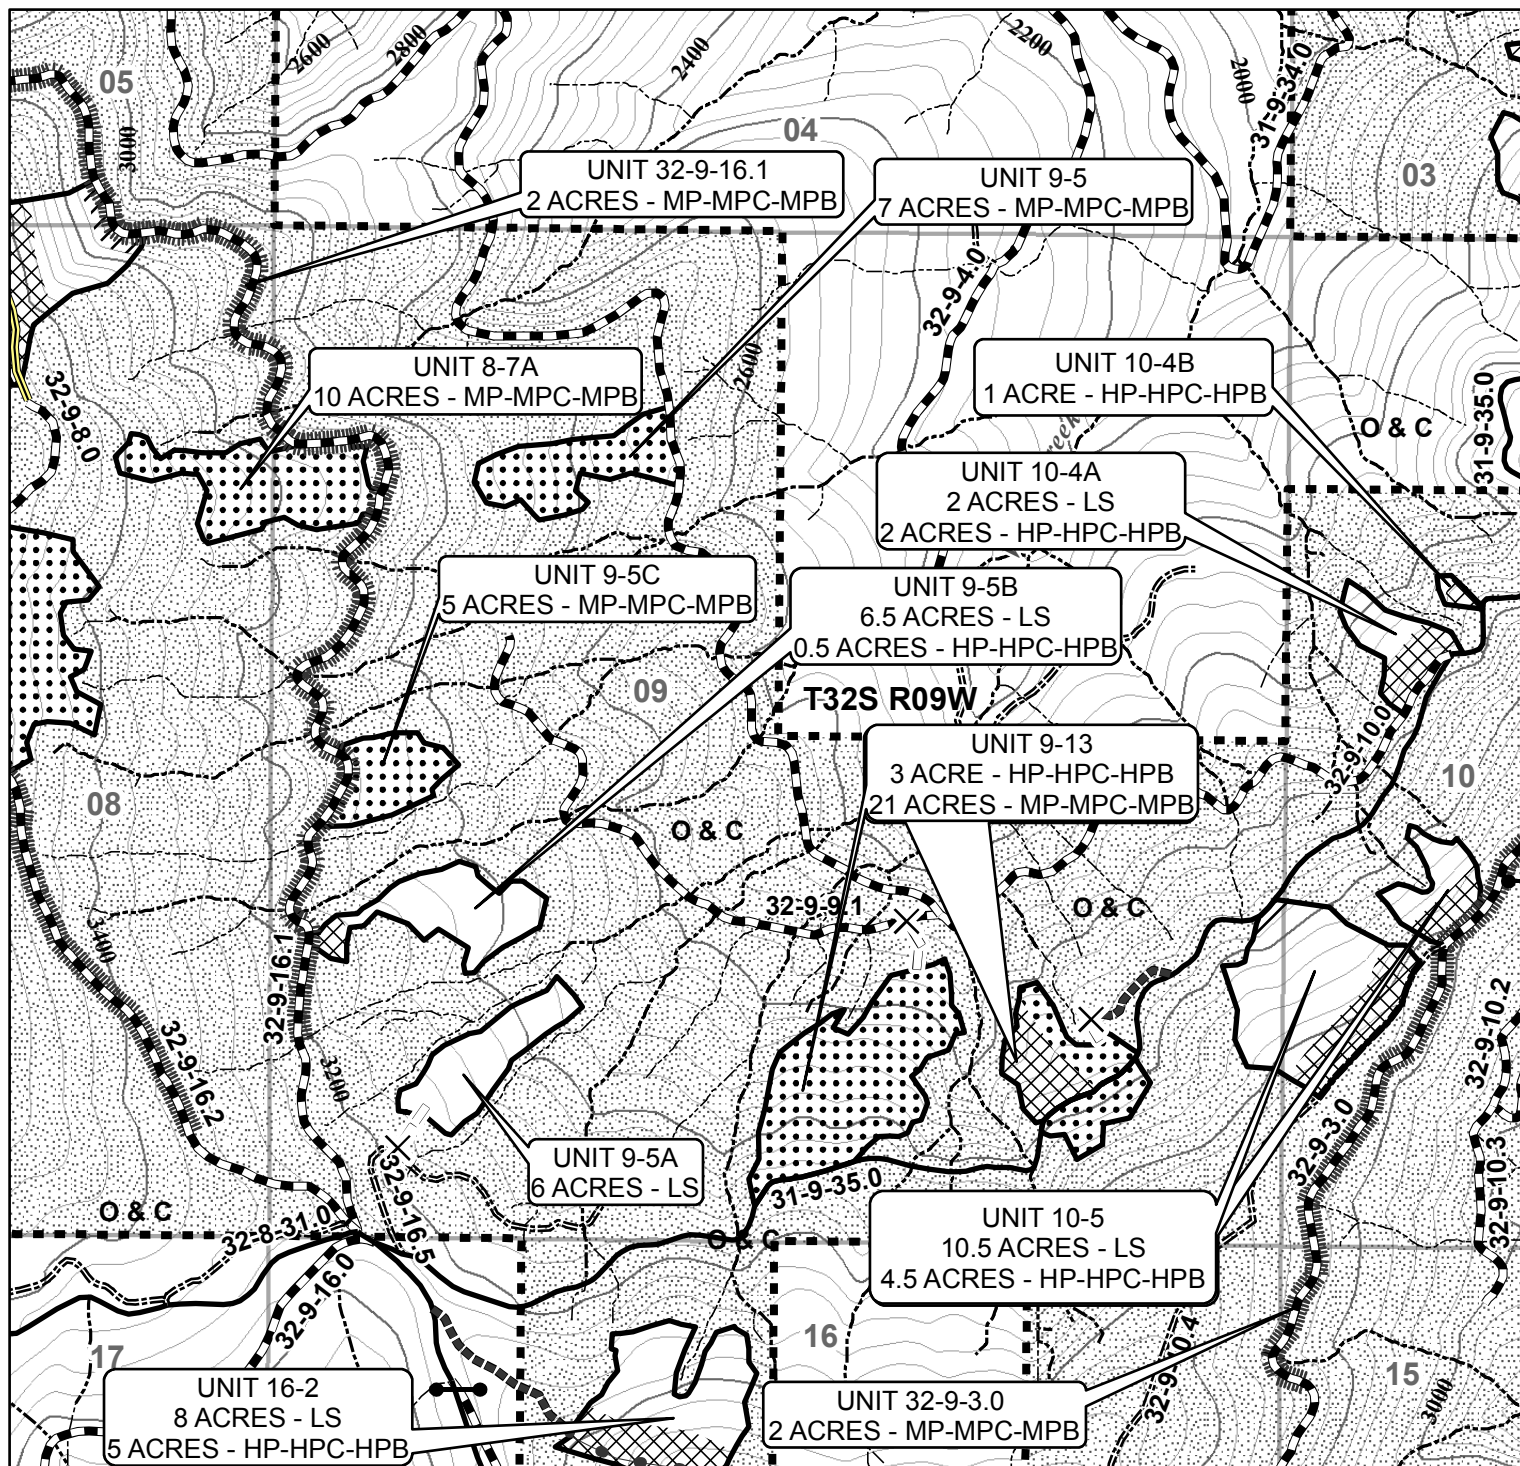 05
2600
2800
2400
2200
2000
31-9-34.0
3000
04
03
UNIT 32-9-16.1
2 ACRES - MP-MPC-MPB
UNIT 9-5
7 ACRES - MP-MPC-MPB
32-9-4.0
2600
UNIT 8-7A
10 ACRES - MP-MPC-MPB
UNIT 10-4B
1 ACRE - HP-HPC-HPB
32-9-8.0
O & C
31-9-35.0
UNIT 10-4A
2 ACRES - LS
2 ACRES - HP-HPC-HPB
UNIT 9-5C
5 ACRES - MP-MPC-MPB
UNIT 9-5B
6.5 ACRES - LS
0.5 ACRES - HP-HPC-HPB
09
T32S R09W
32-9-10.0
UNIT 9-13
3 ACRE - HP-HPC-HPB
21 ACRES - MP-MPC-MPB
10
08
O & C
32-9-9.1
O & C
3400
32-9-16.1
32-9-16.2
3200
32-9-10.2
32-9-3.0
32-9-10.3
UNIT 9-5A
6 ACRES - LS
32-9-16.5
31-9-35.0
O & C
32-8-31.0
O & C
UNIT 10-5
10.5 ACRES - LS
4.5 ACRES - HP-HPC-HPB
32-9-16.0
17
16
15
UNIT 16-2
8 ACRES - LS
5 ACRES - HP-HPC-HPB
UNIT 32-9-3.0
2 ACRES - MP-MPC-MPB
3000